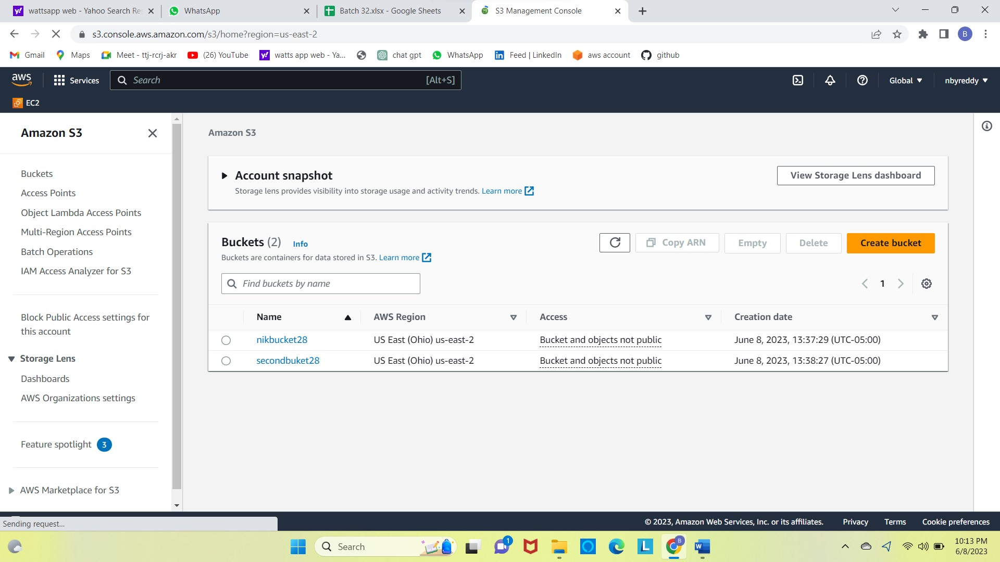 wattsapp web - Yahoo Search Re
WhatsApp
Batch 32.xlsx - Google Sheets
S3 Management Console
s3.console.aws.amazon.com/s3/home?region=us-east-2
B
Gmail
Maps
Meet - ttj-rcrj-akr
(26) YouTube
watts app web - Ya...
chat gpt
WhatsApp
Feed | LinkedIn
aws account
github
aws
Services
Search
[Alt+S]
Global
nbyreddy
EC2
Amazon S3
Buckets
Access Points
Object Lambda Access Points
Multi-Region Access Points
Batch Operations
IAM Access Analyzer for S3
Block Public Access settings for
this account
Storage Lens
Dashboards
AWS Organizations settings
Feature spotlight 3
AWS Marketplace for S3
Amazon S3
Account snapshot
View Storage Lens dashboard
Storage lens provides visibility into storage usage and activity trends. Learn more
Buckets (2) Info
Copy ARN
Empty
Delete
Create bucket
Buckets are containers for data stored in S3. Learn more
Find buckets by name
1
Name AWS Region Access Creation date
nikbucket28 US East (Ohio) us-east-2 Bucket and objects not public June 8, 2023, 13:37:29 (UTC-05:00)
secondbuket28 US East (Ohio) us-east-2 Bucket and objects not public June 8, 2023, 13:38:27 (UTC-05:00)
Sending request...
© 2023, Amazon Web Services, Inc. or its affiliates. Privacy Terms Cookie preferences
Search
1
L
B
W
10:13 PM
6/8/2023